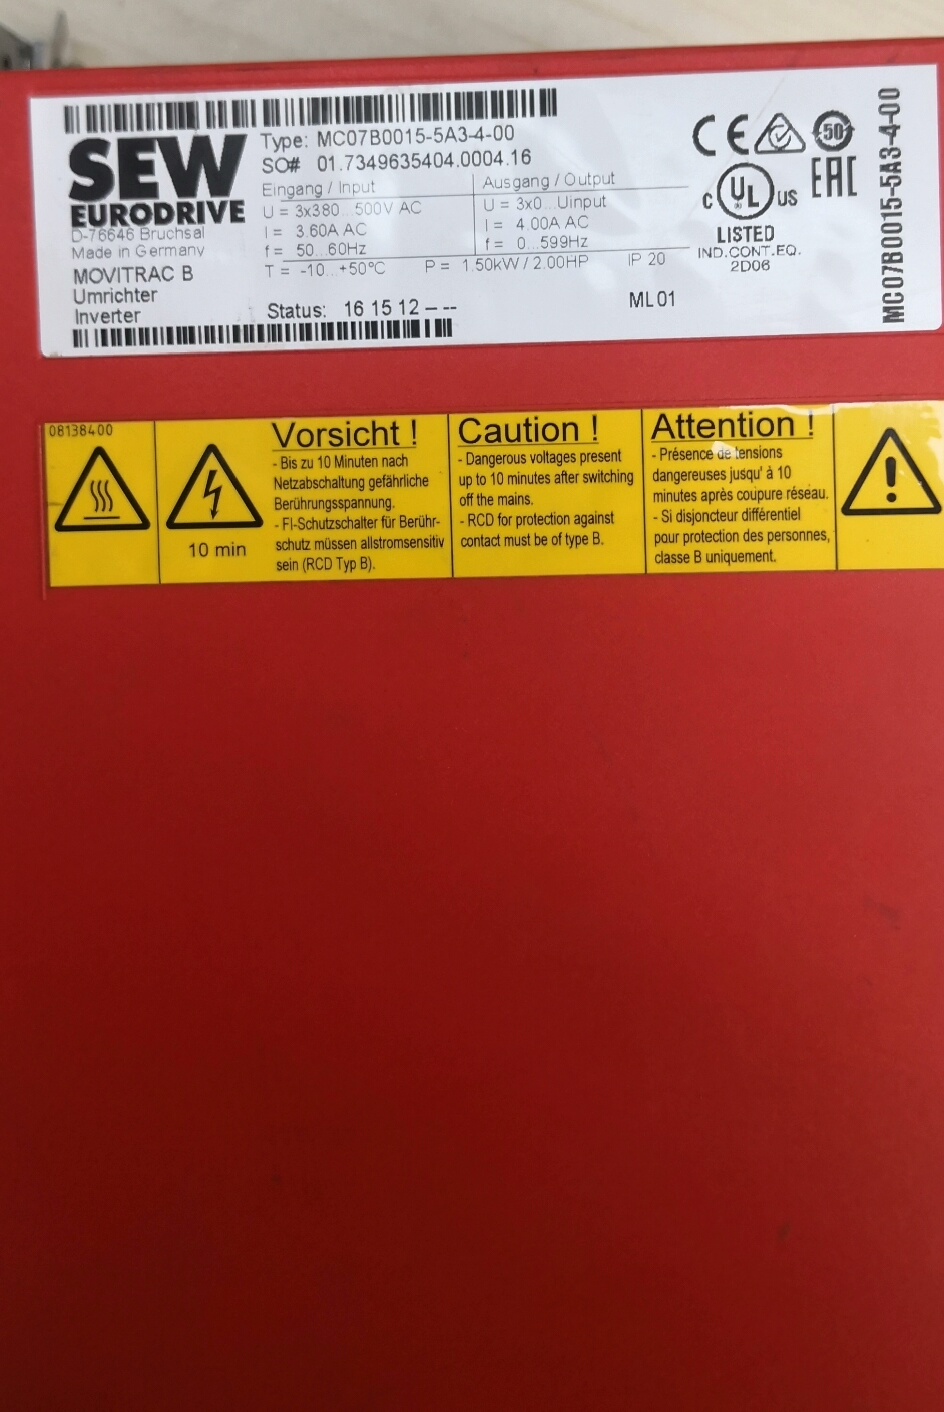 Type: MC07B0015-5A3-4-00
SO# 01.7349635404.0004.16
SEW
EURODRIVE
D-76646 Bruchsal
Made in Germany
MOVITRAC B
Umrichter
Inverter
Eingang / Input
U = 3x380...500V AC
I = 3.60A AC
f = 50...60Hz
T = -10...+50°C
Ausgang / Output
U = 3x0...Uinput
I = 4.00A AC
f = 0...599Hz
P = 1.50kW / 2.00HP
IP 20
Status: 16 15 12 – --
ML 01
CE
50
EAC
C UL US
LISTED
IND.CONT.EQ.
2D06
MC07B0015-5A3-4-00
08138400
10 min
Vorsicht !
- Bis zu 10 Minuten nach
Netzabschaltung gefährliche
Berührungsspannung.
- FI-Schutzschalter für Berühr-
schutz müssen allstromsensitiv
sein (RCD Typ B).
Caution !
- Dangerous voltages present
up to 10 minutes after switching
off the mains.
- RCD for protection against
contact must be of type B.
Attention !
- Présence de tensions
dangereuses jusqu' à 10
minutes après coupure réseau.
- Si disjoncteur différentiel
pour protection des personnes,
classe B uniquement.